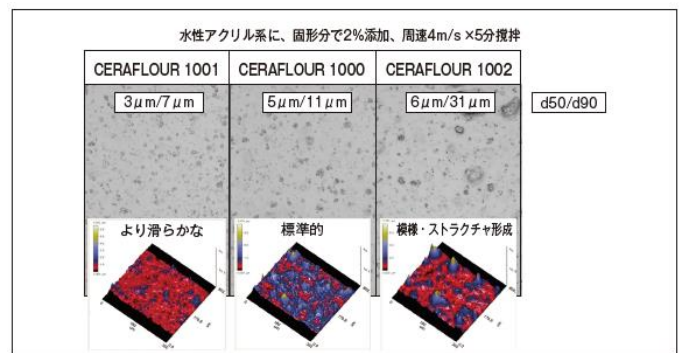 水性アクリル系に、固形分で2%添加、周速4m/s ×5分撹拌
CERAFLOUR 1001
CERAFLOUR 1000
CERAFLOUR 1002
3μm/7μm
5μm/11μm
6μm/31μm
d50/d90
より滑らかな
標準的
模様・ストラクチャ形成